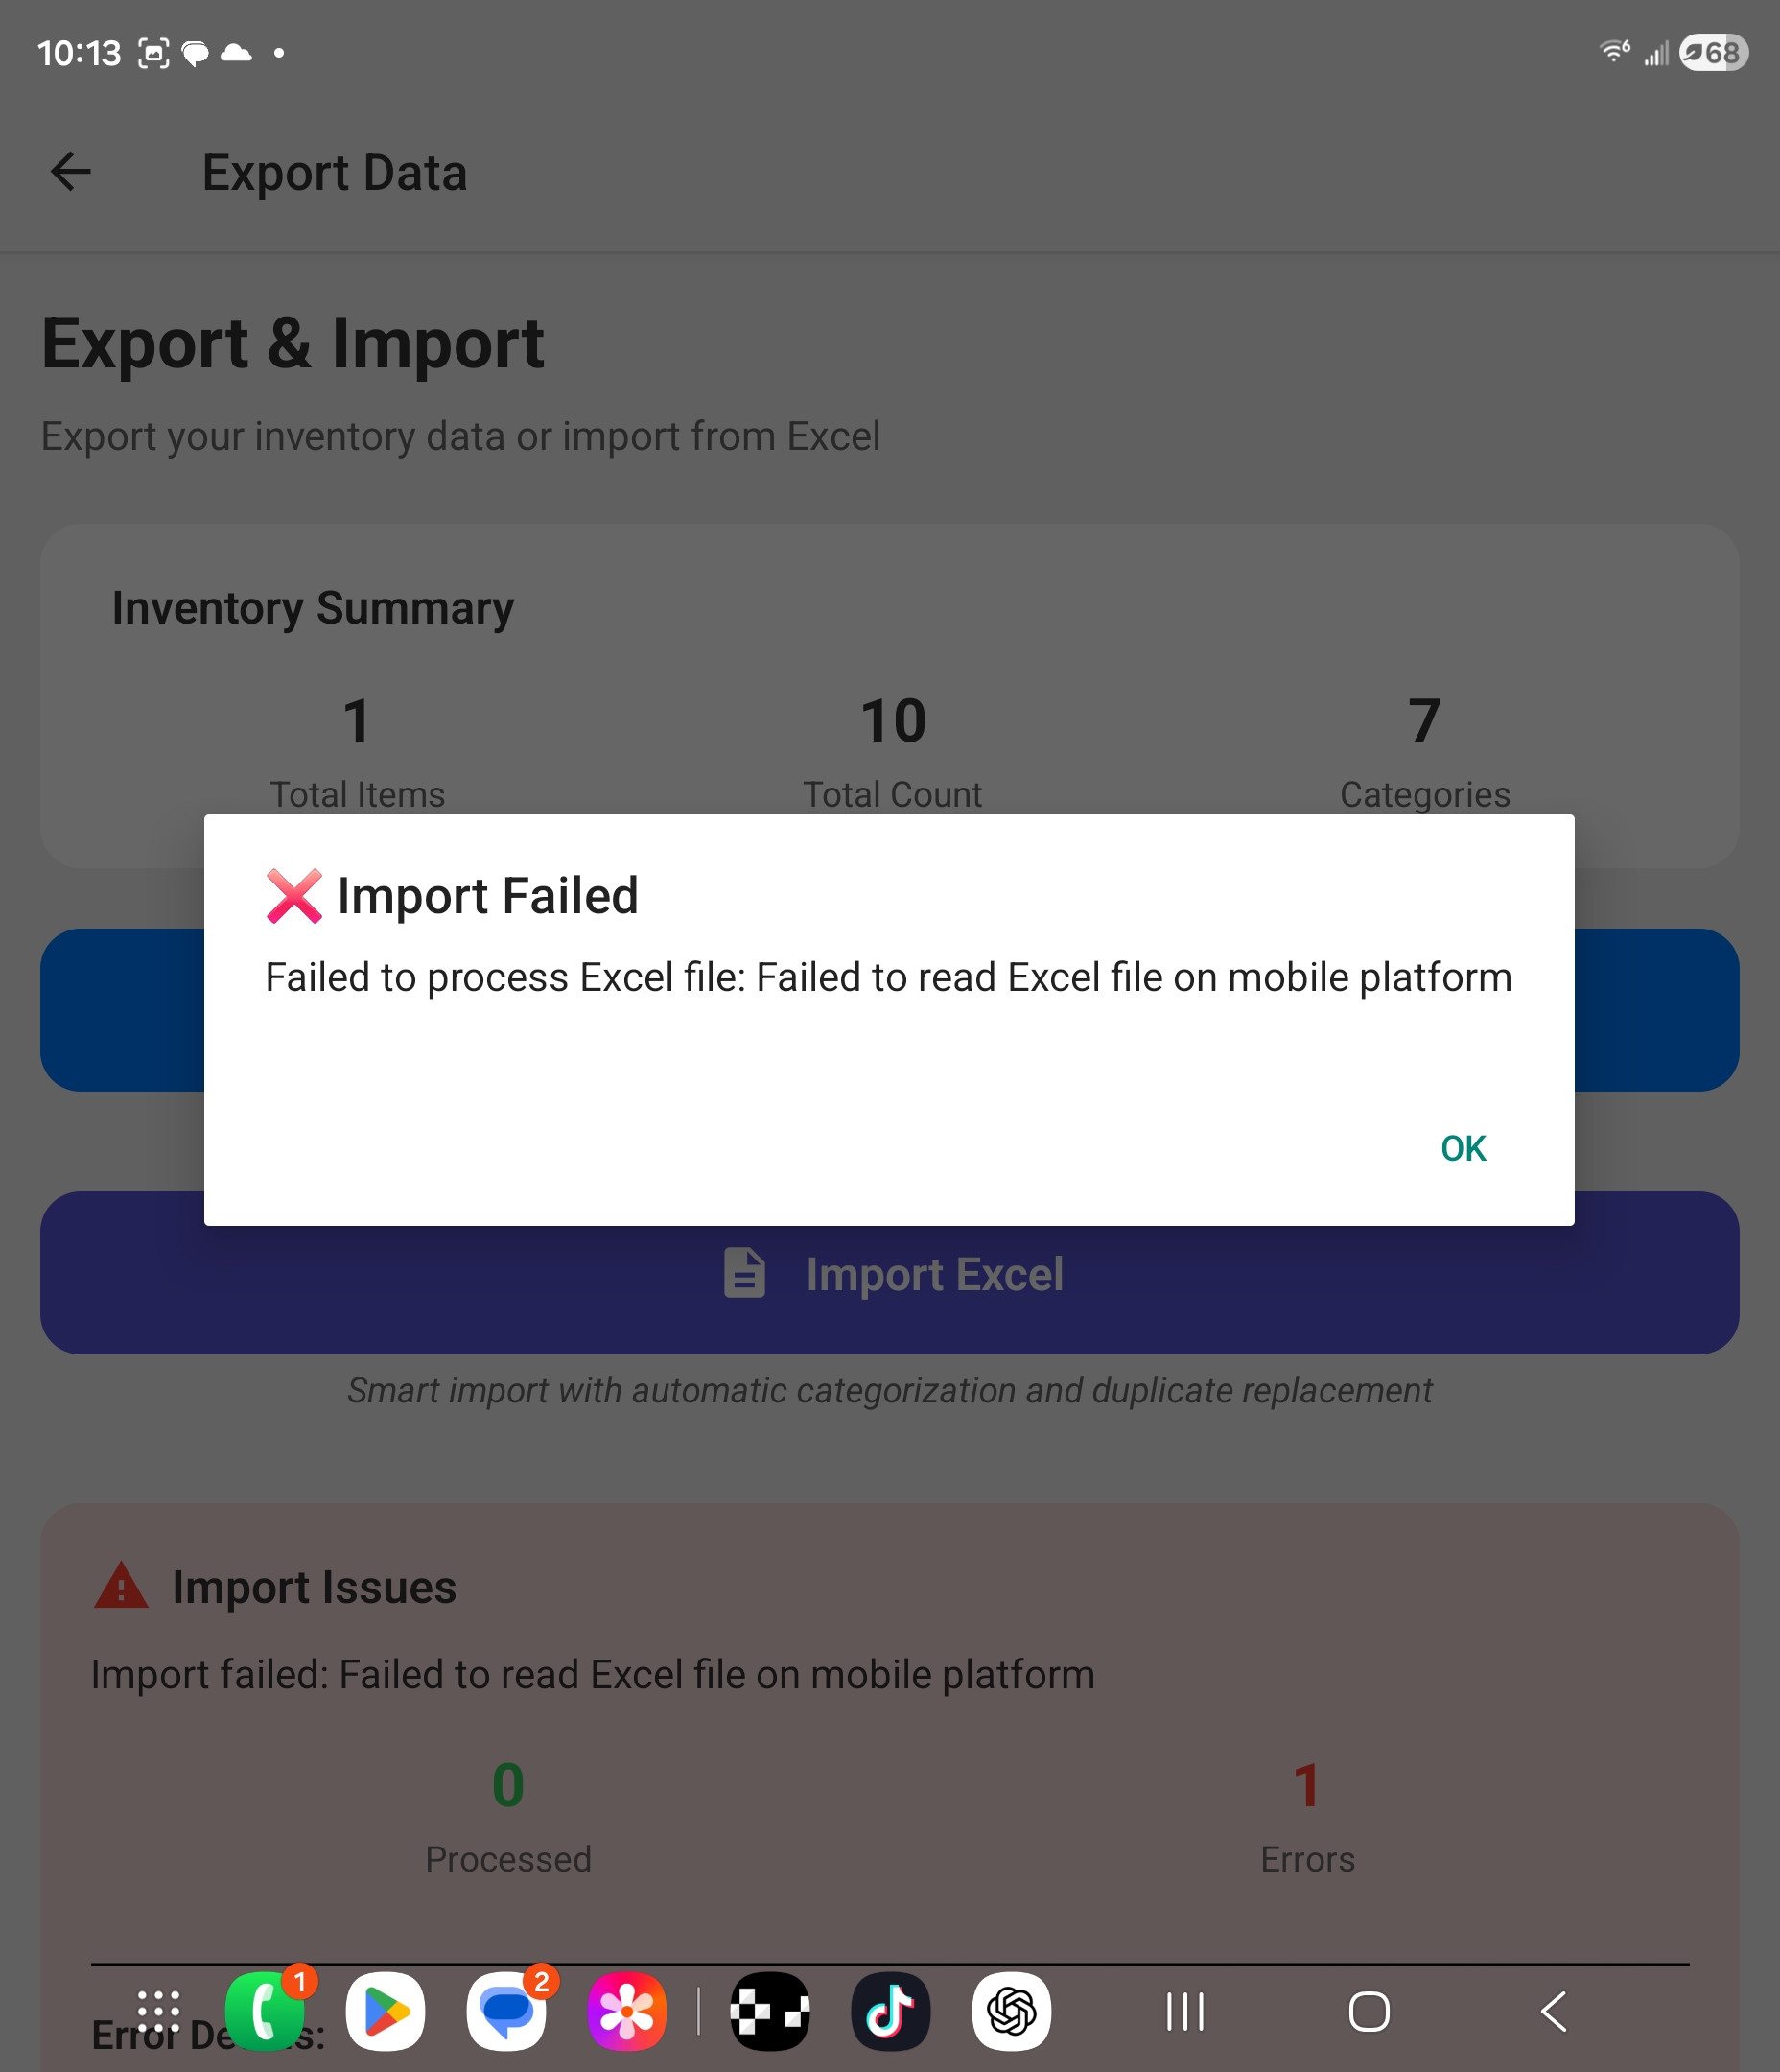 10:13
6
68
Export Data
Export & Import
Export your inventory data or import from Excel
Inventory Summary
1
10
7
Total Items
Total Count
Categories
❌ Import Failed
Failed to process Excel file: Failed to read Excel file on mobile platform
OK
Import Excel
Smart import with automatic categorization and duplicate replacement
Import Issues
Import failed: Failed to read Excel file on mobile platform
0
1
Processed
Errors
1
2
Error